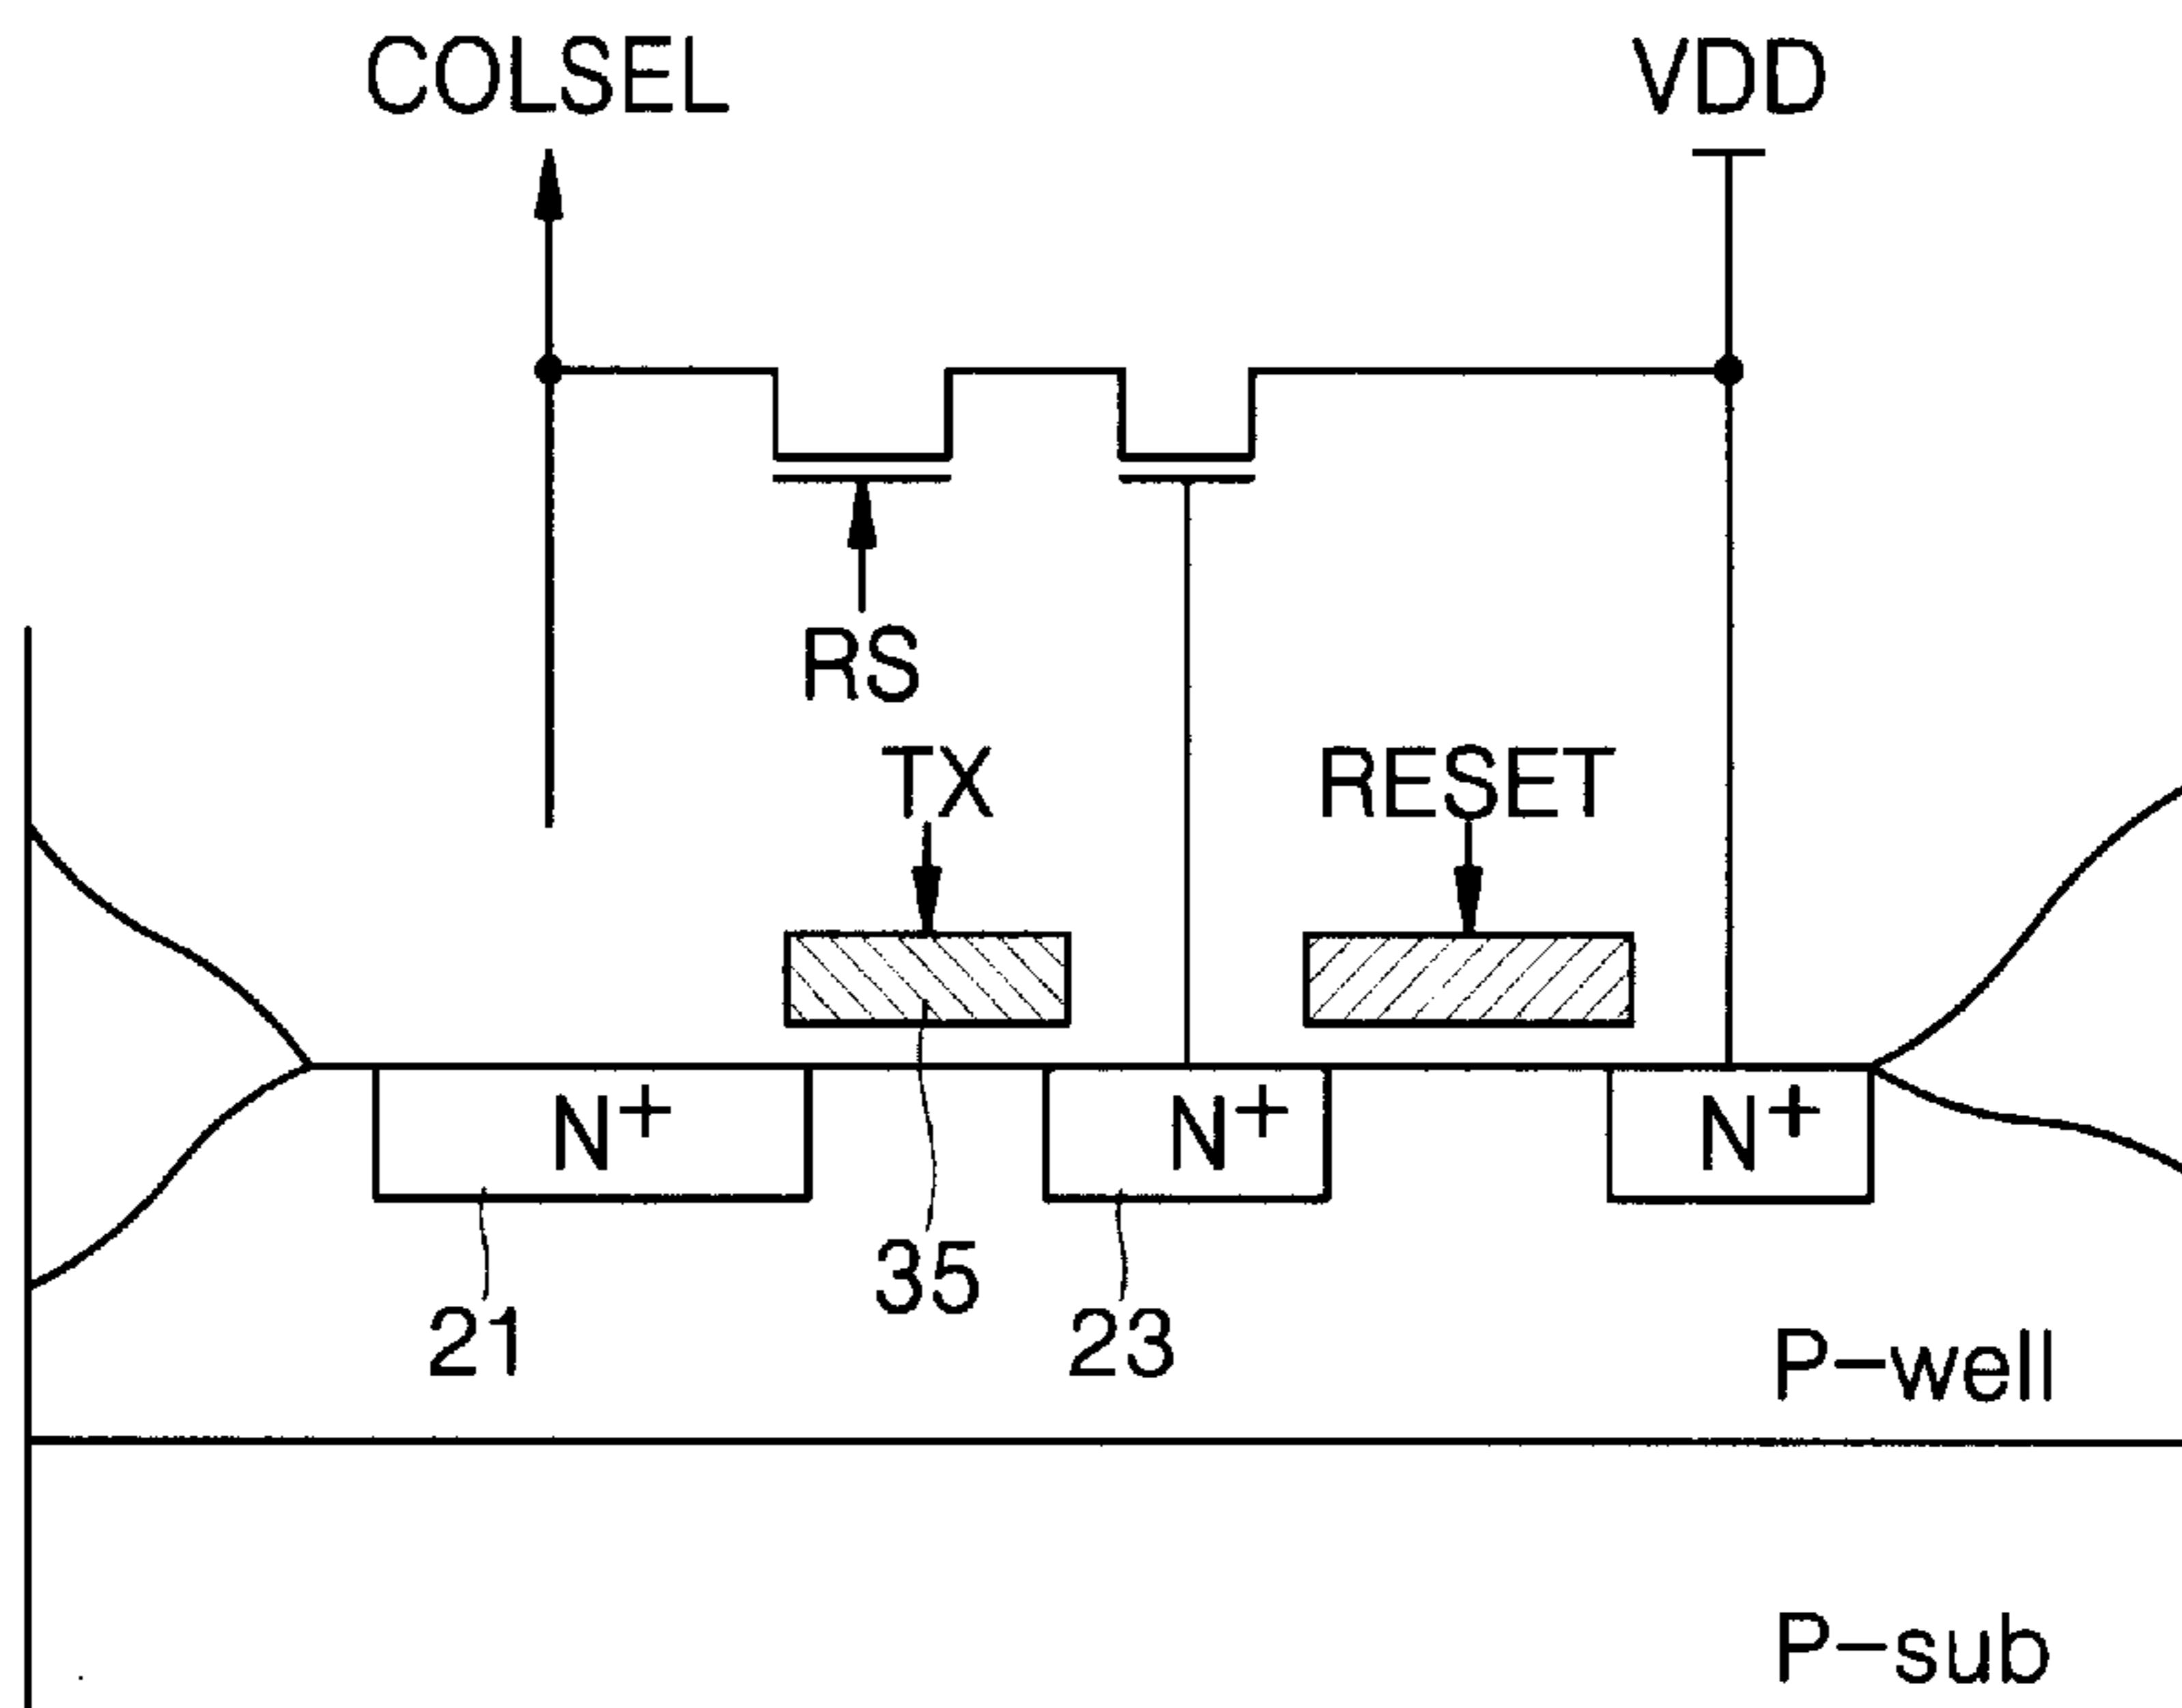 COLSEL VDD
RS
TX RESET
N+ N+ N+
35
21 23
P-well
P-sub